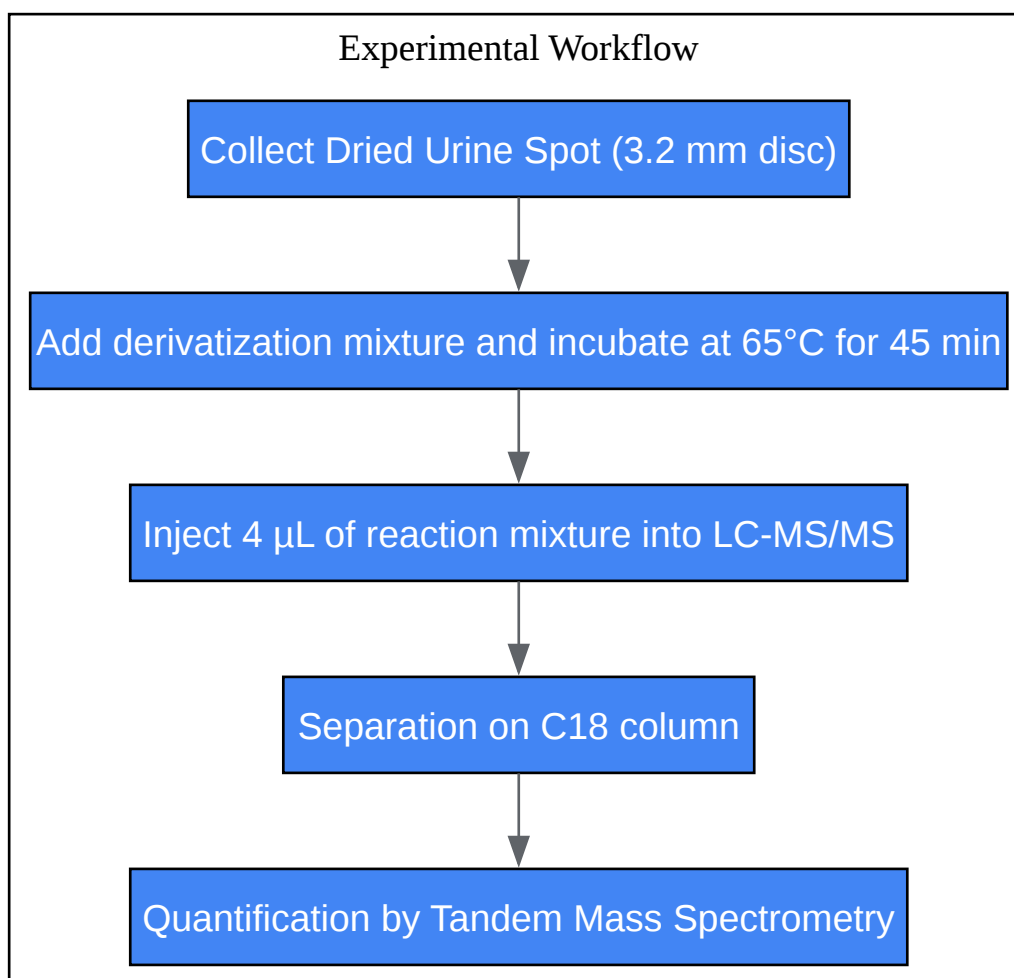 Experimental Workflow
Collect Dried Urine Spot (3.2 mm disc)
Add derivatization mixture and incubate at 65°C for 45 min
Inject 4 µL of reaction mixture into LC-MS/MS
Separation on C18 column
Quantification by Tandem Mass Spectrometry